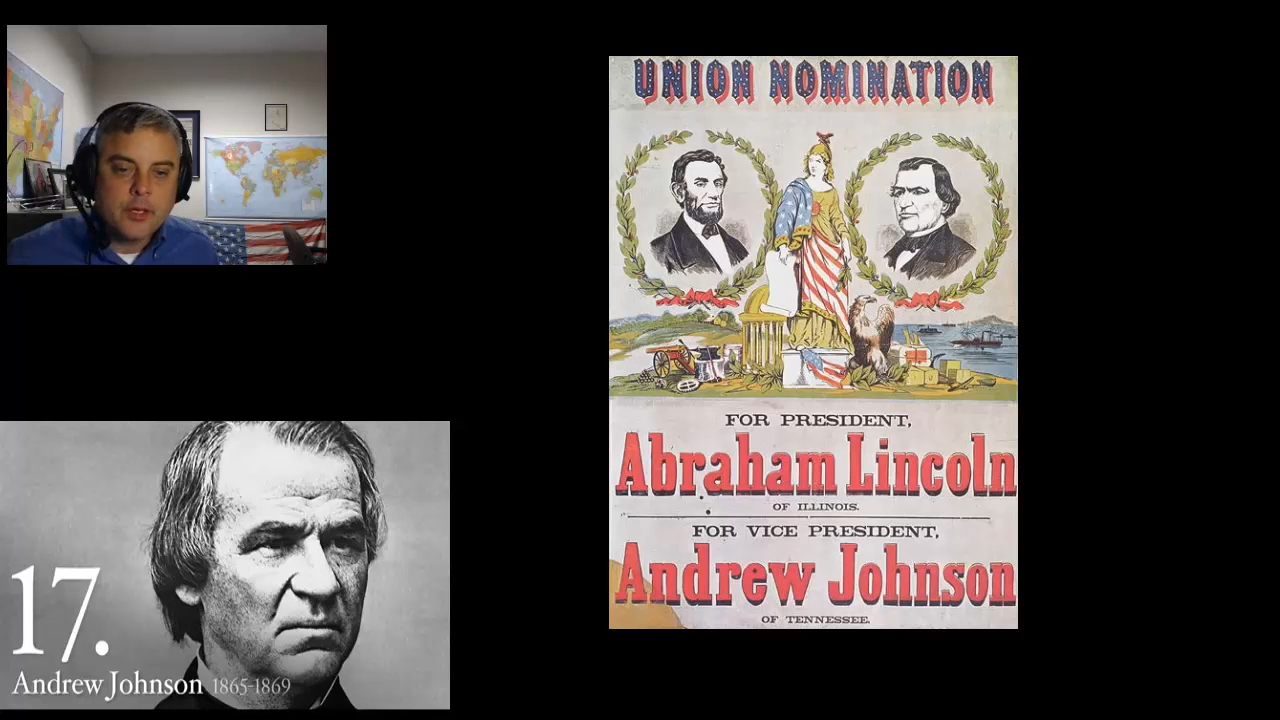 UNION NOMINATION
FOR PRESIDENT,
Abraham Lincoln
OF ILLINOIS.
FOR VICE PRESIDENT,
Andrew Johnson
OF TENNESSEE.
17.
Andrew Johnson 1865-1869